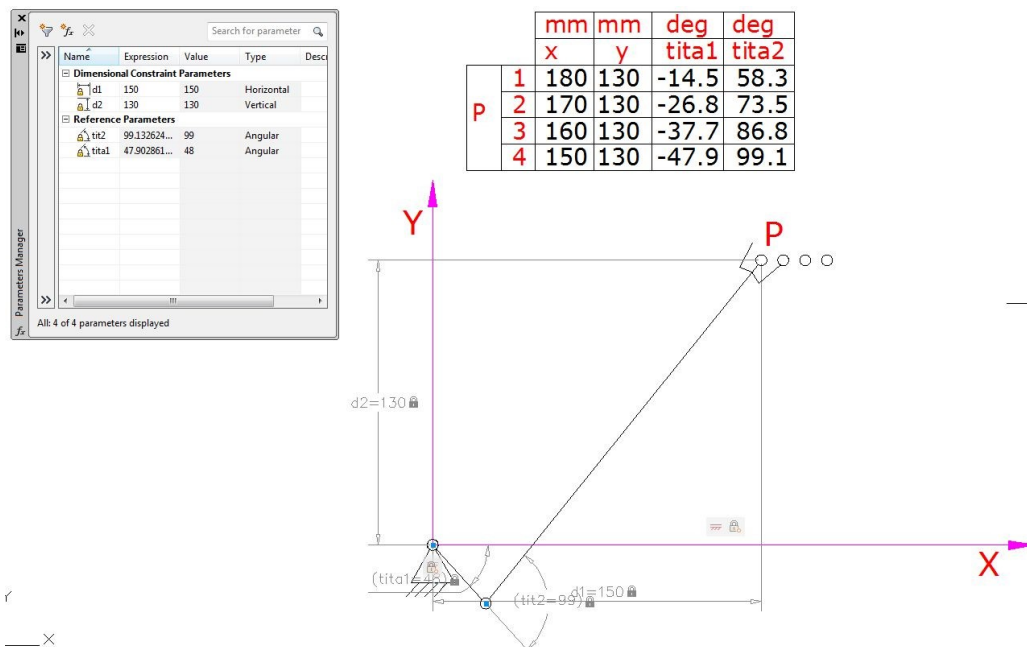 Search for parameter
Name Expression Value Type Descr
Dimensional Constraint Parameters
d1 150 150 Horizontal
d2 130 130 Vertical
Reference Parameters
tit2 99.132624... 99 Angular
tita1 47.902861... 48 Angular
All: 4 of 4 parameters displayed
Parameters Manager
mm mm deg deg
x y tita1 tita2
P
1 180 130 -14.5 58.3
2 170 130 -26.8 73.5
3 160 130 -37.7 86.8
4 150 130 -47.9 99.1
Y
P
d2=130
X
(tita1=48)
(tit2=99)
d1=150
Y
X